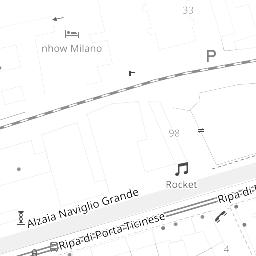 33
nhow Milano
P
98
Rocket
Alzaia Naviglio Grande
Ripa di Porta Ticinese
Ripa di
4